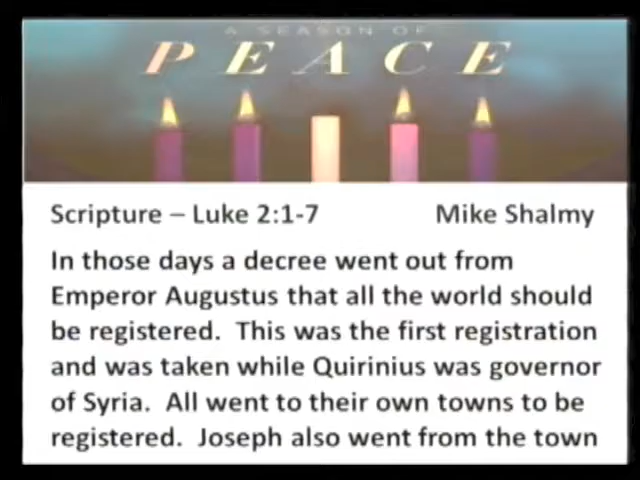 A SEASON OF
PEACE
Scripture – Luke 2:1-7 Mike Shalmy
In those days a decree went out from
Emperor Augustus that all the world should
be registered.  This was the first registration
and was taken while Quirinius was governor
of Syria.  All went to their own towns to be
registered.  Joseph also went from the town